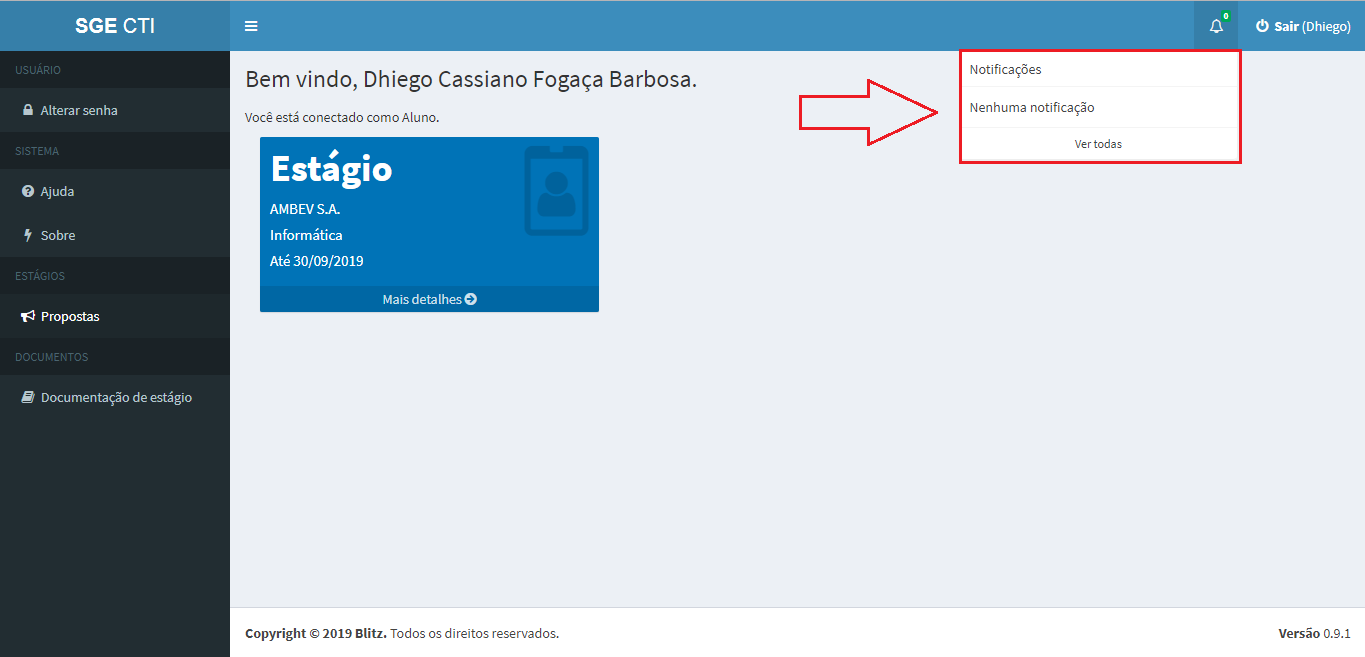 SGE CTI
0
Sair (Dhiego)
USUÁRIO
Alterar senha
SISTEMA
Ajuda
Sobre
ESTÁGIOS
Propostas
DOCUMENTOS
Documentação de estágio
Bem vindo, Dhiego Cassiano Fogaça Barbosa.
Você está conectado como Aluno.
Estágio
AMBEV S.A.
Informática
Até 30/09/2019
Mais detalhes
Notificações
Nenhuma notificação
Ver todas
Copyright © 2019 Blitz. Todos os direitos reservados.
Versão 0.9.1